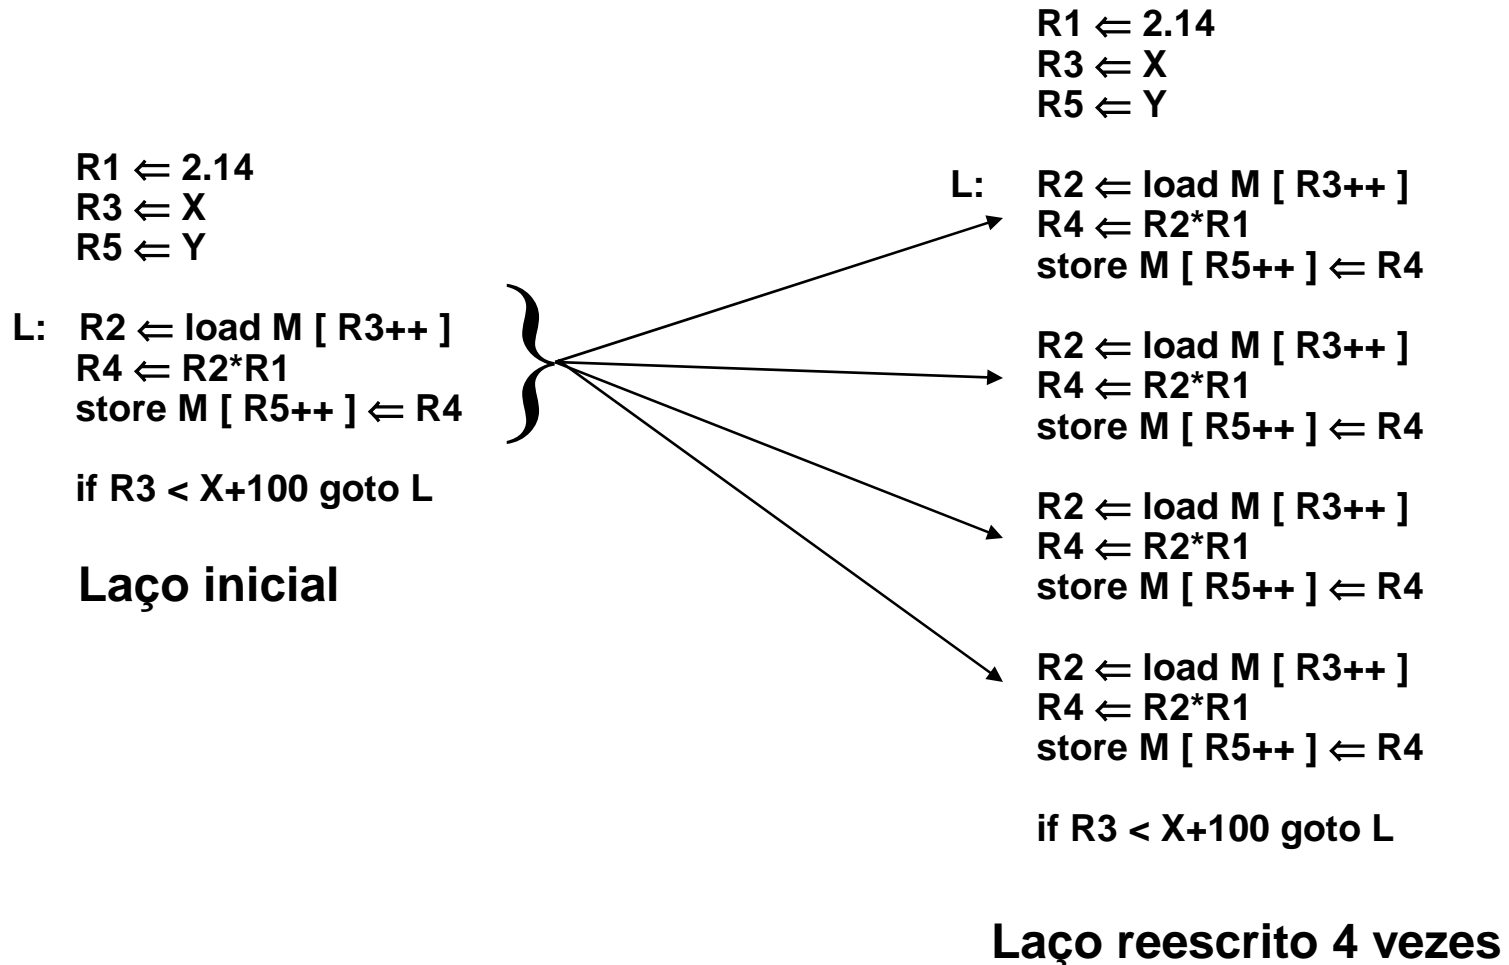 R1 ⇐ 2.14
R3 ⇐ X
R5 ⇐ Y
L: R2 ⇐ load M [ R3++ ]
R4 ⇐ R2*R1
store M [ R5++ ] ⇐ R4
if R3 < X+100 goto L
Laço inicial
R1 ⇐ 2.14
R3 ⇐ X
R5 ⇐ Y
L: R2 ⇐ load M [ R3++ ]
R4 ⇐ R2*R1
store M [ R5++ ] ⇐ R4
R2 ⇐ load M [ R3++ ]
R4 ⇐ R2*R1
store M [ R5++ ] ⇐ R4
R2 ⇐ load M [ R3++ ]
R4 ⇐ R2*R1
store M [ R5++ ] ⇐ R4
R2 ⇐ load M [ R3++ ]
R4 ⇐ R2*R1
store M [ R5++ ] ⇐ R4
if R3 < X+100 goto L
Laço reescrito 4 vezes